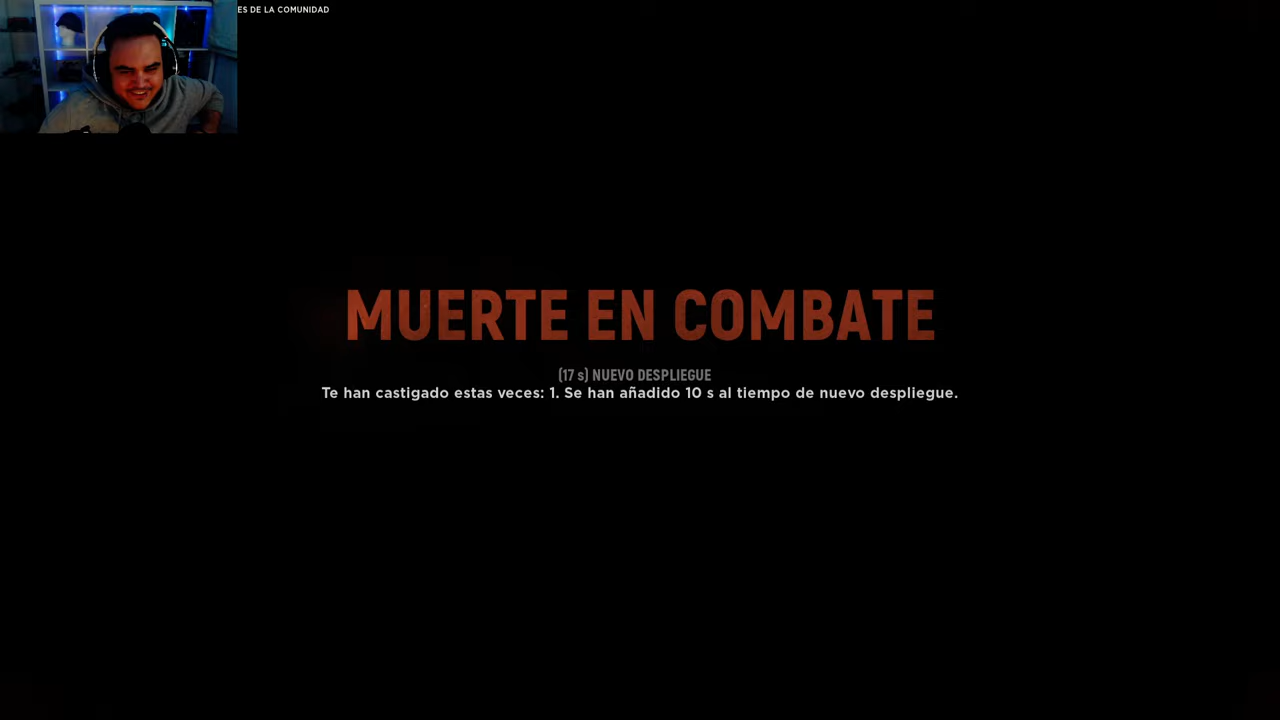 ES DE LA COMUNIDAD
MUERTE EN COMBATE
(17 s) NUEVO DESPLIEGUE
Te han castigado estas veces: 1. Se han añadido 10 s al tiempo de nuevo despliegue.